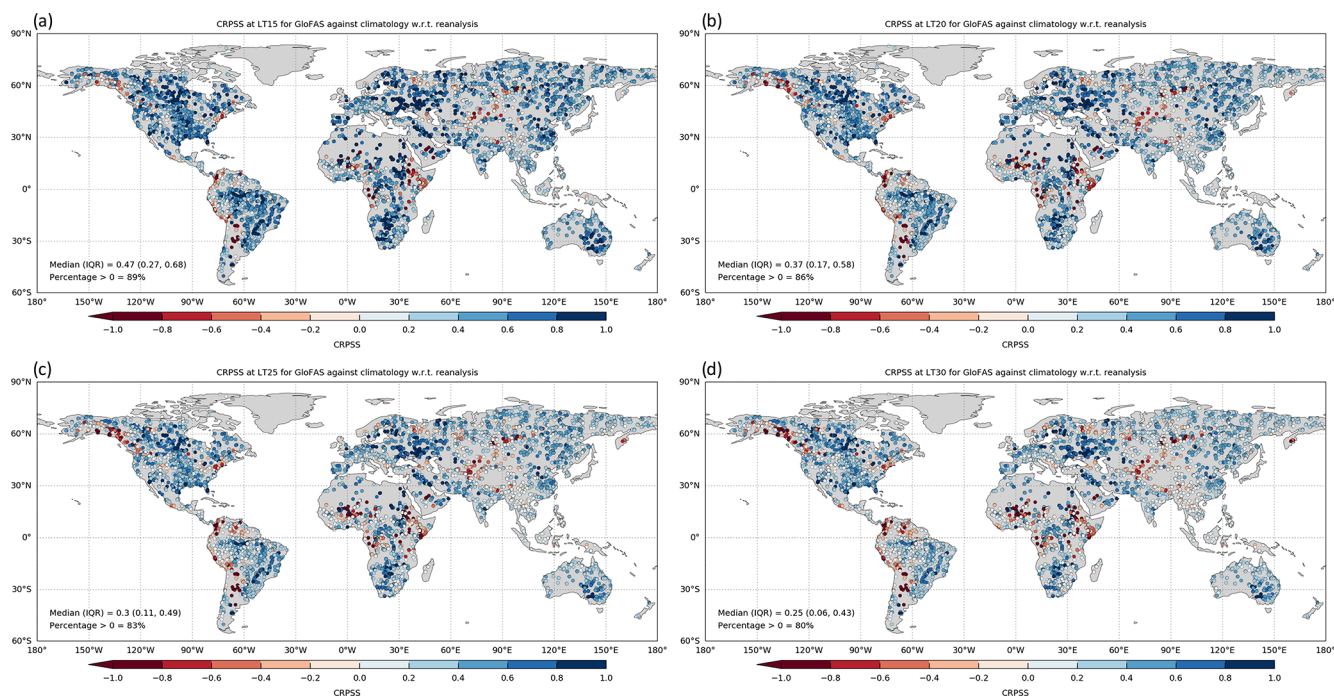 (a)
CRPSS at LT15 for GloFAS against climatology w.r.t. reanalysis
90°N
60°N
30°N
0°
30°S
60°S
Median (IQR) = 0.47 (0.27, 0.68)
Percentage > 0 = 89%
180° 150°W 120°W 90°W 60°W 30°W 0° 30°E 60°E 90°E 120°E 150°E 180°
−1.0 −0.8 −0.6 −0.4 −0.2 0.0 0.2 0.4 0.6 0.8 1.0
CRPSS
(b)
CRPSS at LT20 for GloFAS against climatology w.r.t. reanalysis
90°N
60°N
30°N
0°
30°S
60°S
Median (IQR) = 0.37 (0.17, 0.58)
Percentage > 0 = 86%
180° 150°W 120°W 90°W 60°W 30°W 0° 30°E 60°E 90°E 120°E 150°E 180°
−1.0 −0.8 −0.6 −0.4 −0.2 0.0 0.2 0.4 0.6 0.8 1.0
CRPSS
(c)
CRPSS at LT25 for GloFAS against climatology w.r.t. reanalysis
90°N
60°N
30°N
0°
30°S
60°S
Median (IQR) = 0.3 (0.11, 0.49)
Percentage > 0 = 83%
180° 150°W 120°W 90°W 60°W 30°W 0° 30°E 60°E 90°E 120°E 150°E 180°
−1.0 −0.8 −0.6 −0.4 −0.2 0.0 0.2 0.4 0.6 0.8 1.0
CRPSS
(d)
CRPSS at LT30 for GloFAS against climatology w.r.t. reanalysis
90°N
60°N
30°N
0°
30°S
60°S
Median (IQR) = 0.25 (0.06, 0.43)
Percentage > 0 = 80%
180° 150°W 120°W 90°W 60°W 30°W 0° 30°E 60°E 90°E 120°E 150°E 180°
−1.0 −0.8 −0.6 −0.4 −0.2 0.0 0.2 0.4 0.6 0.8 1.0
CRPSS